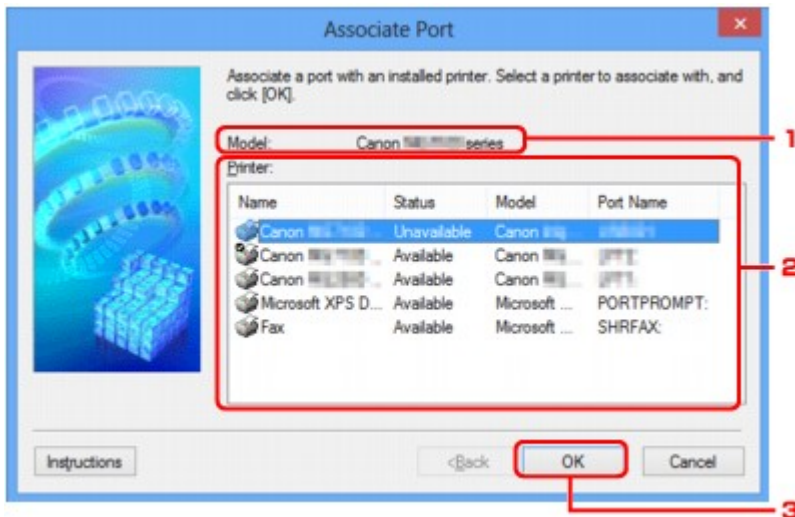 Associate Port
Associate a port with an installed printer. Select a printer to associate with, and
click [OK].
Model: Canon series
1
Printer:
Name Status Model Port Name
Canon Unavailable Canon
Canon ... Available Canon ...
2
Canon ... Available Canon ...
Microsoft XPS D... Available Microsoft ... PORTPROMPT:
Fax Available Microsoft ... SHRFAX:
Instructions <Back OK Cancel
3